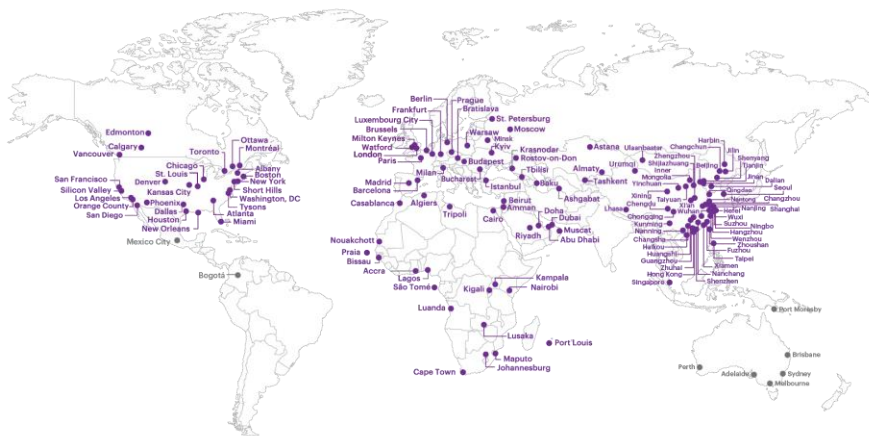 Edmonton
Calgary
Vancouver
Toronto
Ottawa
Montréal
Albany
Boston
New York
Short Hills
Washington, DC
Tysons
Chicago
St. Louis
Denver
Kansas City
San Francisco
Silicon Valley
Los Angeles
Orange County
San Diego
Phoenix
Dallas
Houston
New Orleans
Atlanta
Miami
Mexico City
Bogotá
Berlin
Frankfurt
Luxembourg City
Brussels
Milton Keynes
Watford
London
Paris
Prague
Bratislava
St. Petersburg
Moscow
Warsaw
Minsk
Kyiv
Krasnodar
Rostov-on-Don
Budapest
Milan
Bucharest
Tbilisi
Madrid
Barcelona
Istanbul
Baku
Ashgabat
Casablanca
Algiers
Tripoli
Beirut
Amman
Cairo
Doha
Dubai
Riyadh
Muscat
Abu Dhabi
Nouakchott
Praia
Bissau
Accra
Lagos
São Tomé
Kampala
Kigali
Nairobi
Luanda
Lusaka
Port Louis
Maputo
Johannesburg
Cape Town
Astana
Almaty
Tashkent
Urumqi
Ulaanbaatar
Harbin
Changchun
Jilin
Zhengzhou
Shenyang
Shijiazhuang
Beijing
Tianjin
Inner
Mongolia
Jinan
Dalian
Yinchuan
Seoul
Xining
Qingdao
Taiyuan
Nantong
Changzhou
Lhasa
Chengdu
Xi'an
Shanghai
Wuhan
Hefei
Nanjing
Chongqing
Wuxi
Kunming
Suzhou
Ningbo
Nanning
Hangzhou
Changsha
Wenzhou
Haikou
Zhoushan
Huangshi
Fuzhou
Guangzhou
Taipei
Zhuhai
Xiamen
Hong Kong
Nanchang
Singapore
Shenzhen
Port Moresby
Brisbane
Perth
Adelaide
Sydney
Melbourne